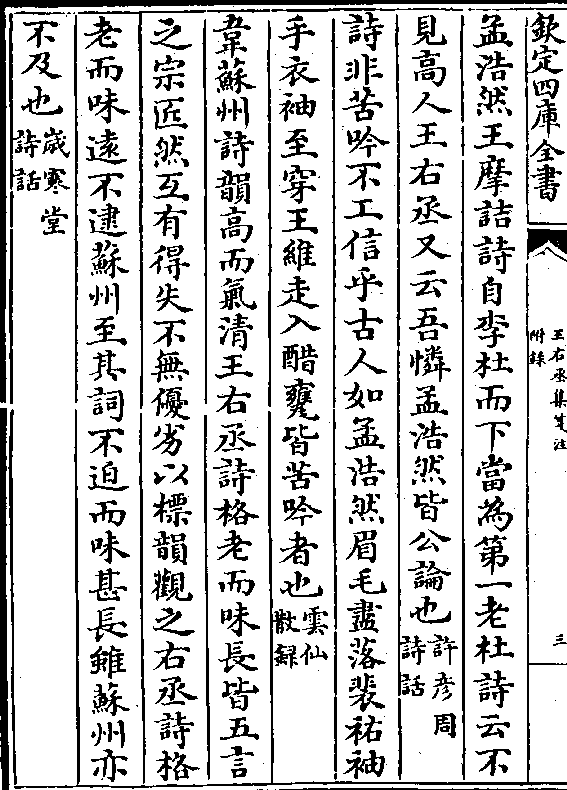 欽定四庫全書
王右丞集箋注
附錄
三
孟浩然王摩詰詩自李杜而下當為第一老杜詩云不
見高人王右丞又云吾憐孟浩然皆公論也許彥周
詩話
詩非苦吟不工信乎古人如孟浩然眉毛盡落裴祐袖
手衣袖至穿王維走入醋甕皆苦吟者也雲仙
散録
韋蘇州詩韻高而氣清王右丞詩格老而味長皆五言
之宗匠然互有得失不無優劣以標韻觀之右丞詩格
老而味遠不逮蘇州至其詞不迫而味甚長雖蘇州亦
不及也歲寒堂
詩話